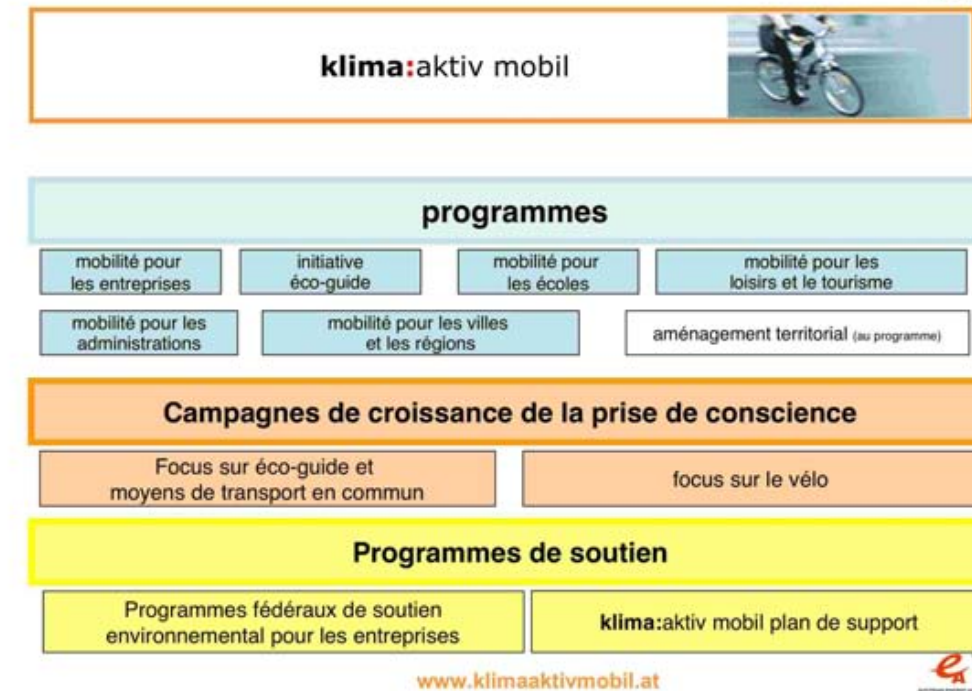 klima:aktiv mobil
programmes
mobilité pour
les entreprises
initiative
éco-guide
mobilité pour
les écoles
mobilité pour les
loisirs et le tourisme
mobilité pour les
administrations
mobilité pour les villes
et les régions
aménagement territorial (au programme)
Campagnes de croissance de la prise de conscience
Focus sur éco-guide et
moyens de transport en commun
focus sur le vélo
Programmes de soutien
Programmes fédéraux de soutien
environnemental pour les entreprises
klima:aktiv mobil plan de support
www.klimaaktivmobil.at